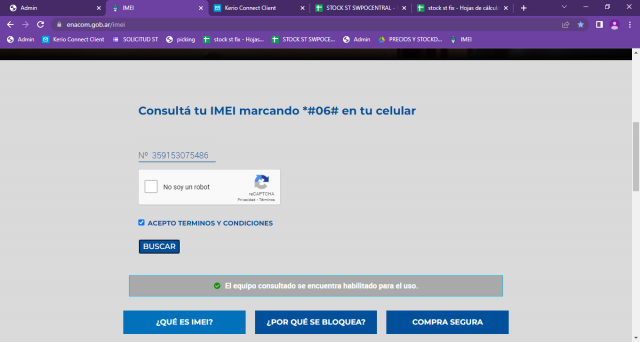 Admin
IMEI
Kerio Connect Client
STOCK ST SWPOCENTRAL -
stock st fix - Hojas de cálcu
enacom.gob.ar/imei
Admin
Kerio Connect Client
SOLICITUD ST
picking
stock st fix - Hojas...
STOCK ST SWPOCE...
Admin
PRECIOS Y STOCKD...
IMEI
Consultá tu IMEI marcando *#06# en tu celular
Nº 359153075486
No soy un robot
reCAPTCHA
Privacidad - Términos
ACEPTO TERMINOS Y CONDICIONES
BUSCAR
El equipo consultado se encuentra habilitado para el uso.
¿QUÉ ES IMEI?
¿POR QUÉ SE BLOQUEA?
COMPRA SEGURA